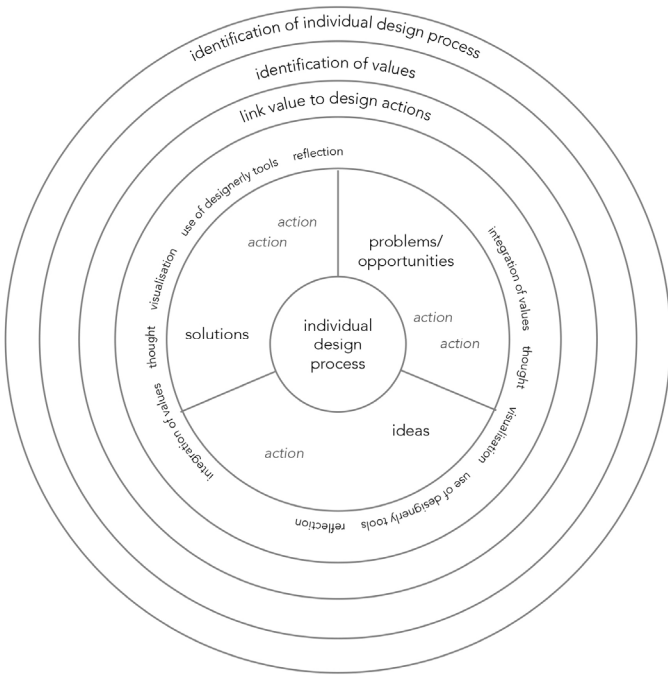 identification of individual design process
identification of values
link value to design actions
reflection
use of designerly tools
visualisation
thought
integration of values
integration of values
thought
visualisation
use of designerly tools
reflection
action
action
problems/
opportunities
action
action
solutions
individual
design
process
ideas
action